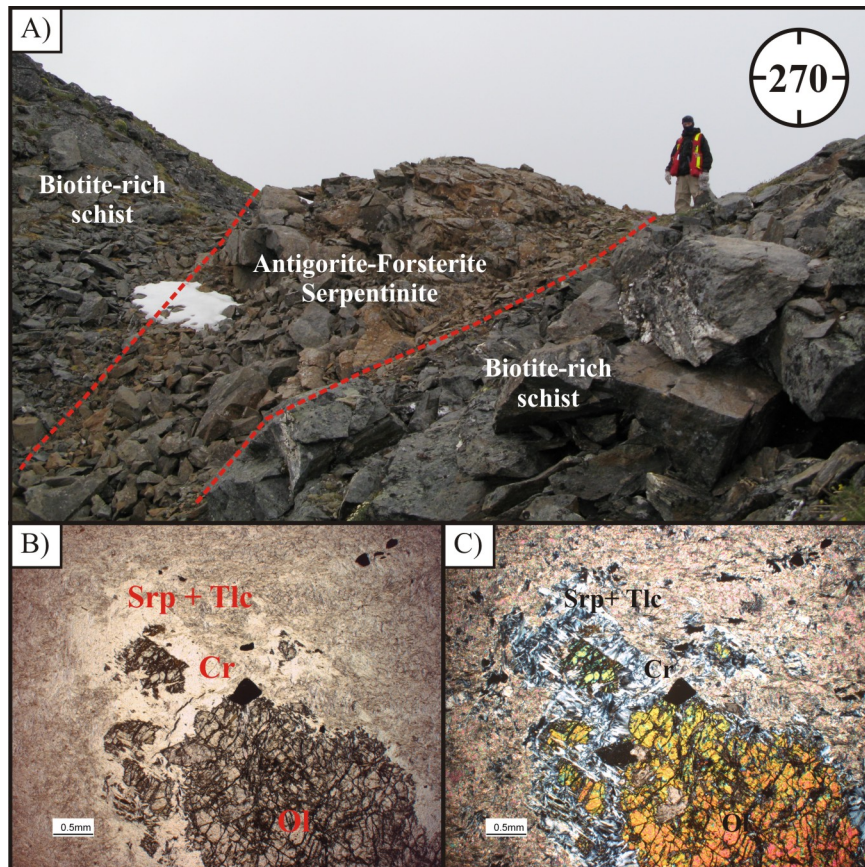 A)
270
Biotite-rich
schist
Antigorite-Forsterite
Serpentinite
Biotite-rich
schist
B)
Srp + Tlc
Cr
Ol
0.5mm
C)
Srp+ Tlc
Cr
Ol
0.5mm